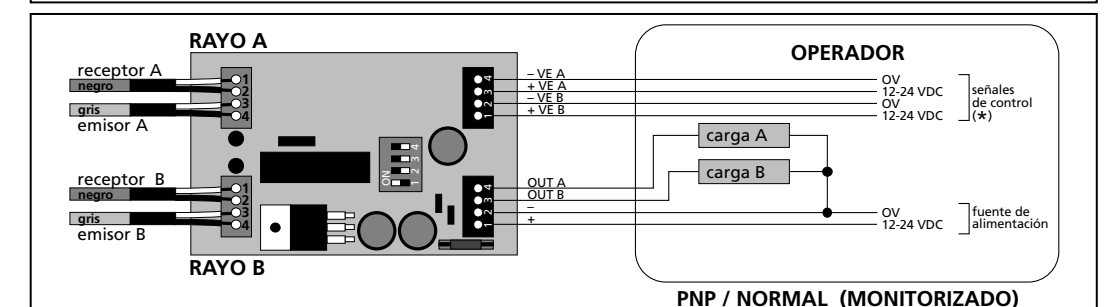 RAYO A
receptor A
negro
gris
emisor A
1
2
3
4
receptor B
negro
gris
emisor B
1
2
3
4
RAYO B
ON
1 2 3 4
4
3
2
1
– VE A
+ VE A
– VE B
+ VE B
4
3
2
1
OUT A
OUT B
–
+
OPERADOR
OV
12-24 VDC
OV
12-24 VDC
señales
de control
(*)
carga A
carga B
OV
12-24 VDC
fuente de
alimentación
PNP / NORMAL (MONITORIZADO)